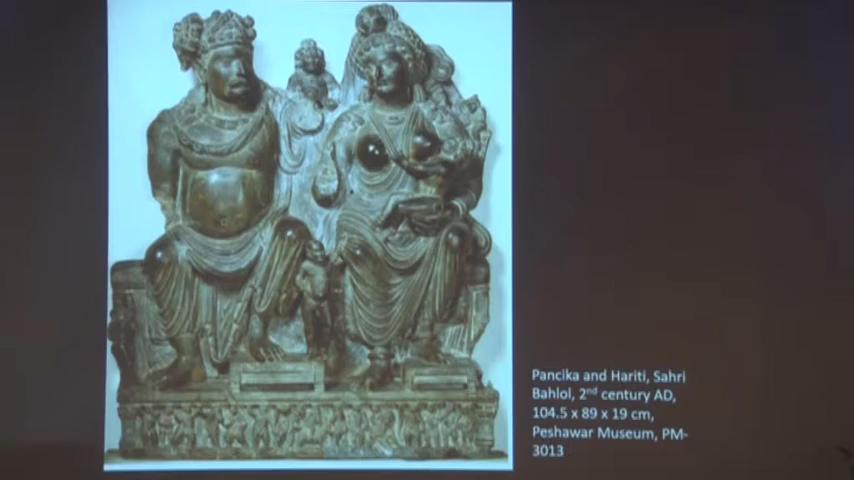 Pancika and Hariti, Sahri
Bahlol, 2nd century AD,
104.5 x 89 x 19 cm,
Peshawar Museum, PM-
3013